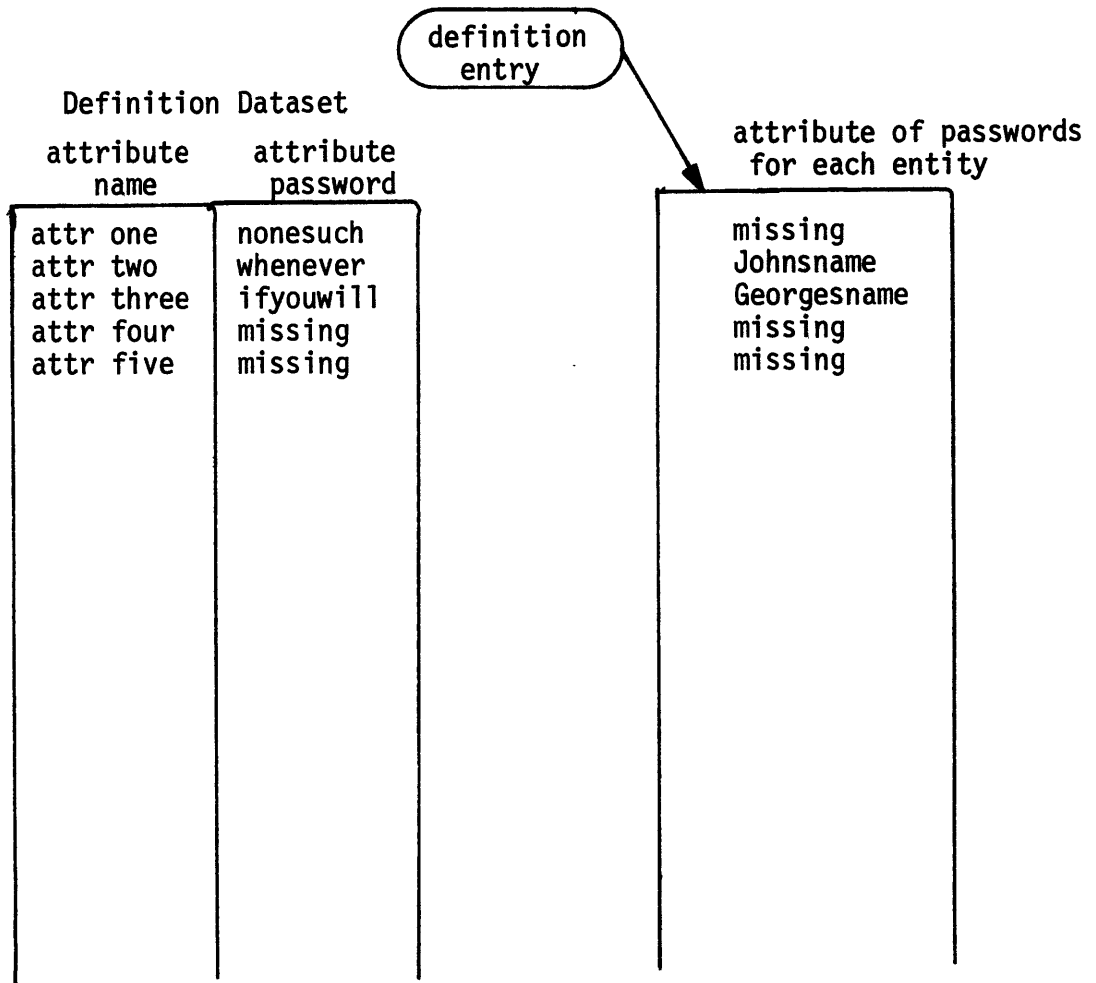 definition
entry
Definition Dataset
attribute name
attribute password
attr one nonesuch
attr two whenever
attr three ifyouwill
attr four missing
attr five missing
attribute of passwords
for each entity
missing
Johnsname
Georgesname
missing
missing